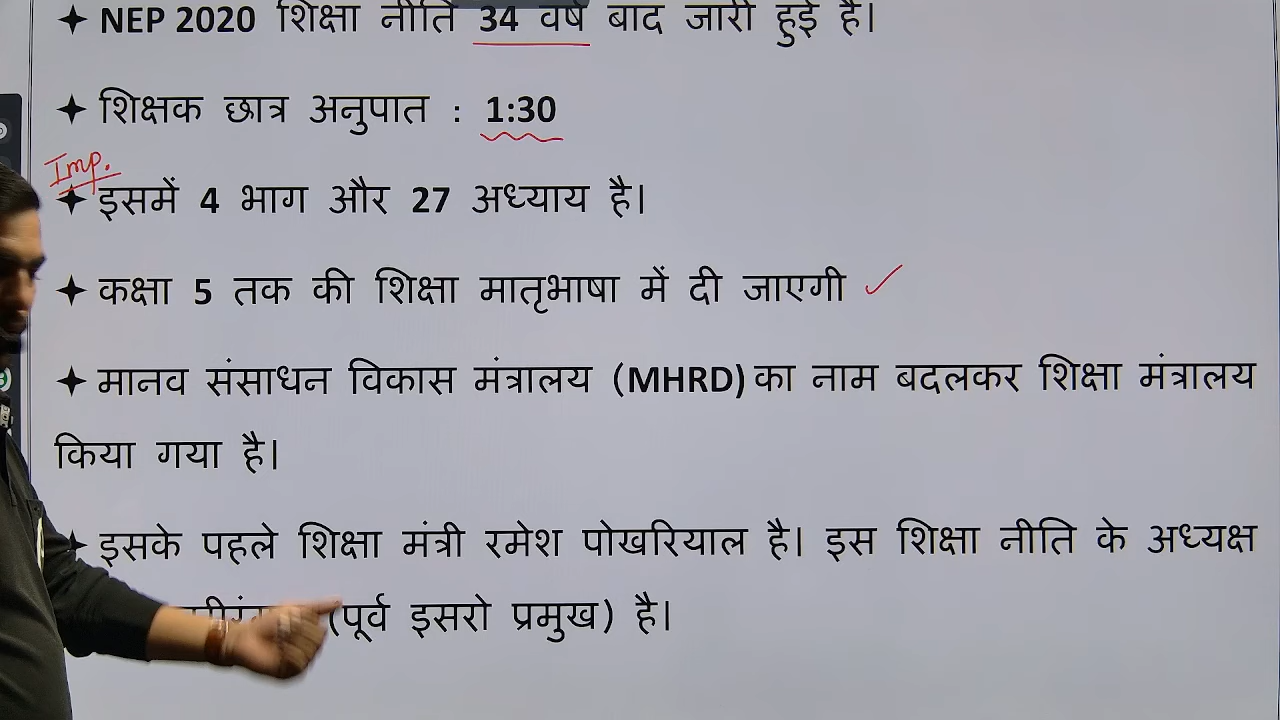 ✦ NEP 2020 शिक्षा नीति 34 वर्ष बाद जारी हुई है।
✦ शिक्षक छात्र अनुपात : 1:30
Imp.
✦ इसमें 4 भाग और 27 अध्याय है।
✦ कक्षा 5 तक की शिक्षा मातृभाषा में दी जाएगी ✓
✦ मानव संसाधन विकास मंत्रालय (MHRD) का नाम बदलकर शिक्षा मंत्रालय
किया गया है।
✦ इसके पहले शिक्षा मंत्री रमेश पोखरियाल है। इस शिक्षा नीति के अध्यक्ष
(पूर्व इसरो प्रमुख) है।